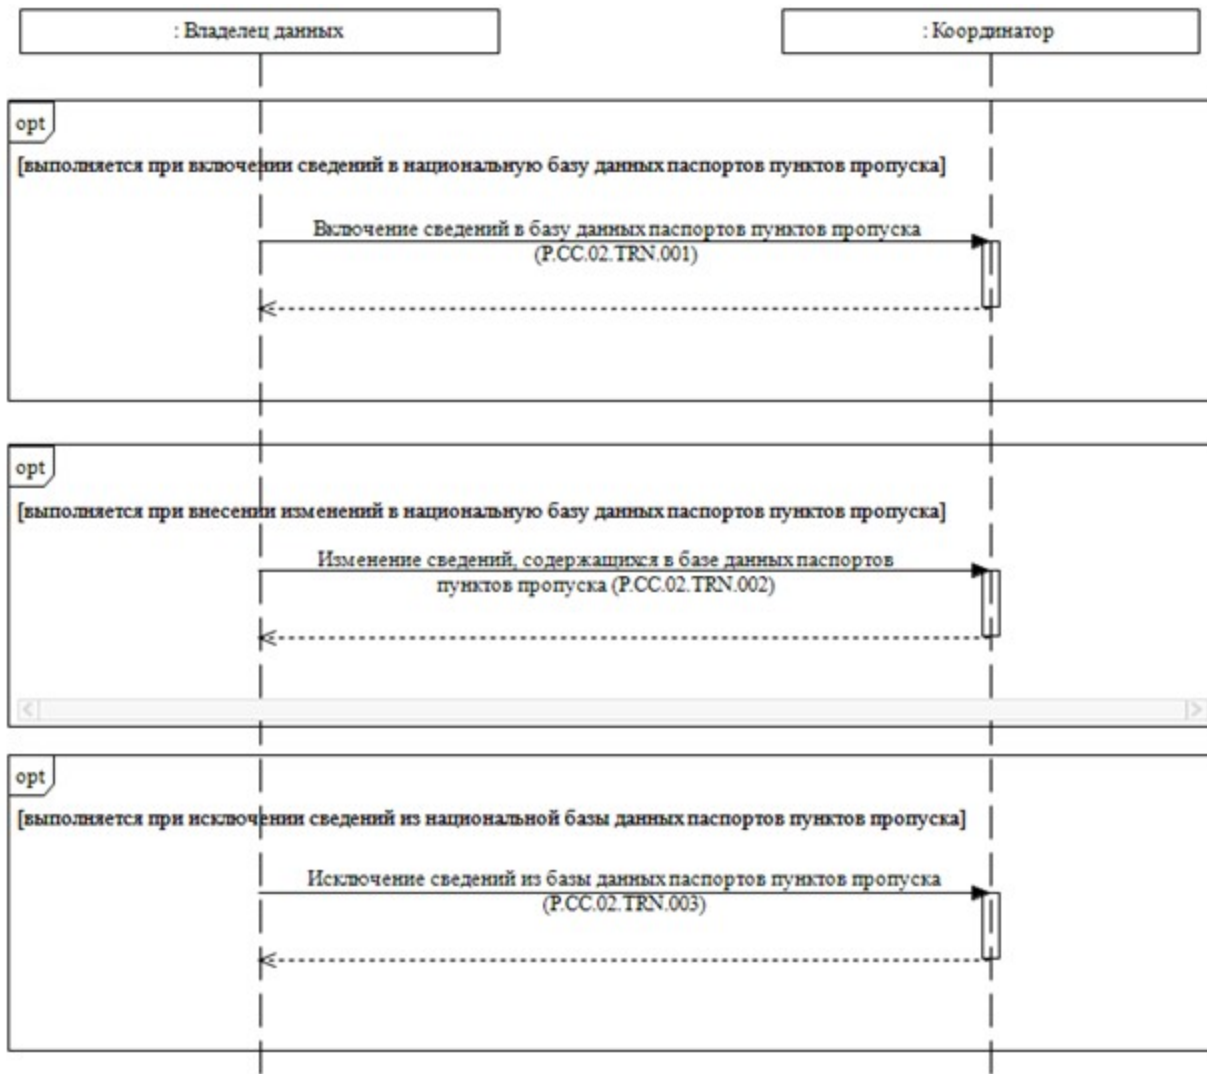 : Владелец данных
: Координатор
opt
[выполняется при включении сведений в национальную базу данных паспортов пунктов пропуска]
Включение сведений в базу данных паспортов пунктов пропуска
(P.CC.02.TRN.001)
opt
[выполняется при внесении изменений в национальную базу данных паспортов пунктов пропуска]
Изменение сведений, содержащихся в базе данных паспортов
пунктов пропуска (P.CC.02.TRN.002)
opt
[выполняется при исключении сведений из национальной базы данных паспортов пунктов пропуска]
Исключение сведений из базы данных паспортов пунктов пропуска
(P.CC.02.TRN.003)